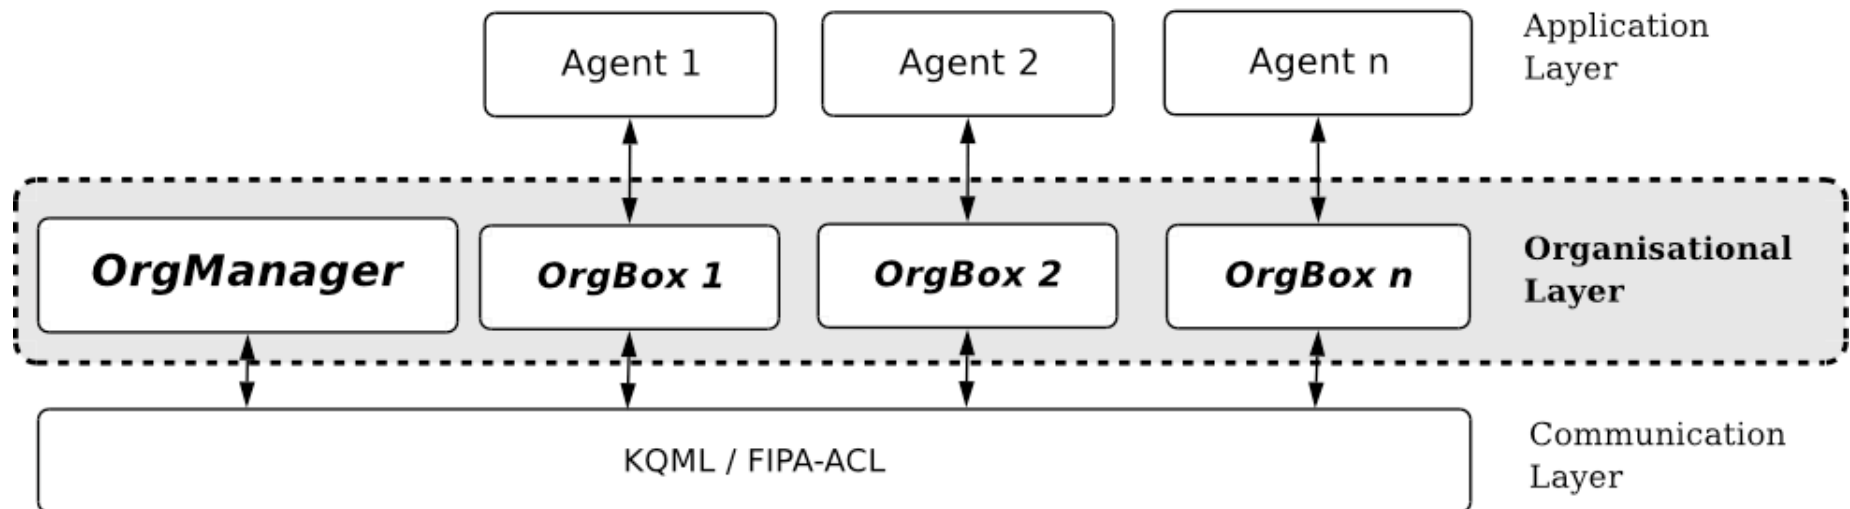 Agent 1
Agent 2
Agent n
Application
Layer
OrgManager
OrgBox 1
OrgBox 2
OrgBox n
Organisational
Layer
KQML / FIPA-ACL
Communication
Layer